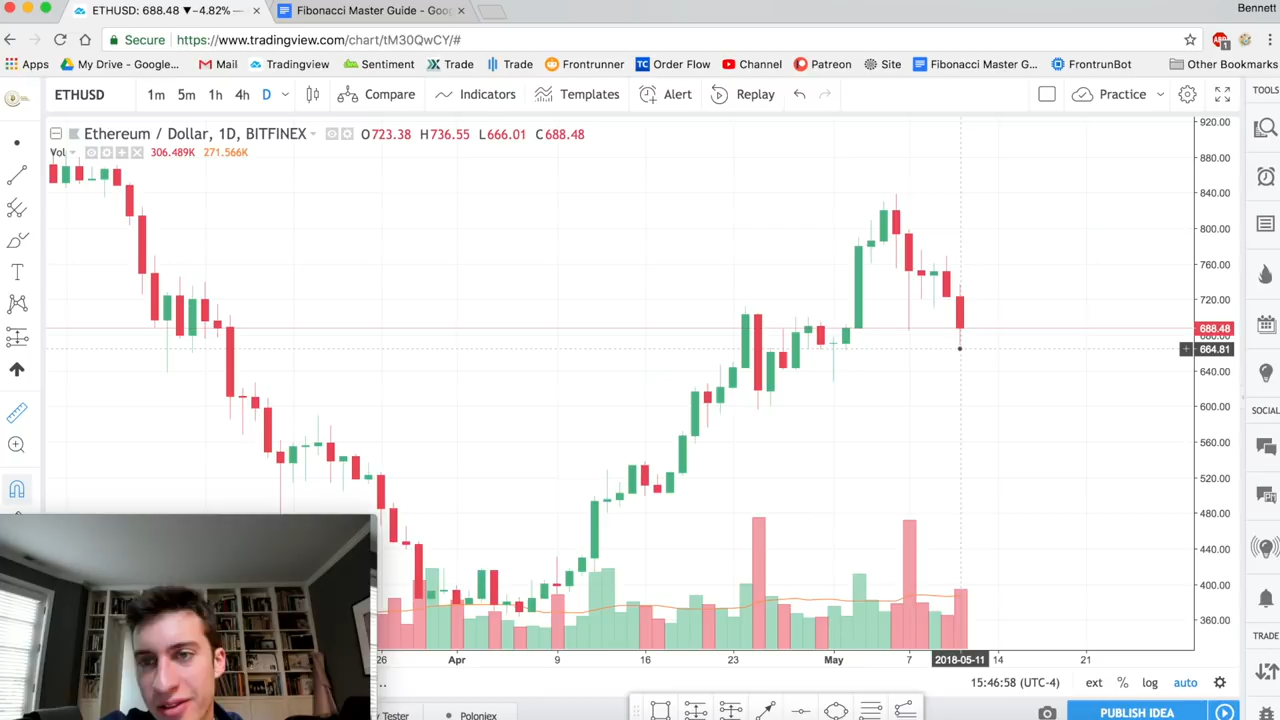 ETHUSD: 688.48 ▼−4.82% Fibonacci Master Guide - Goog Bennett
Secure https://www.tradingview.com/chart/tM30QwCY/#
Apps My Drive - Google... Mail Tradingview Sentiment Trade Trade Frontrunner Order Flow Channel Patreon Site Fibonacci Master G... FrontrunBot Other Bookmarks
ETHUSD 1m 5m 1h 4h D Compare Indicators Templates Alert Replay Practice TOOLS
Ethereum / Dollar, 1D, BITFINEX O723.38 H736.55 L666.01 C688.48
Vol 306.489K 271.566K
920.00
880.00
840.00
800.00
760.00
720.00
688.48
664.81
640.00
600.00
SOCIAL
560.00
520.00
480.00
440.00
400.00
360.00
TRADE
26 Apr 9 16 23 May 7 2018-05-11 14 21
15:46:58 (UTC-4) ext % log auto
Tester Poloniex PUBLISH IDEA